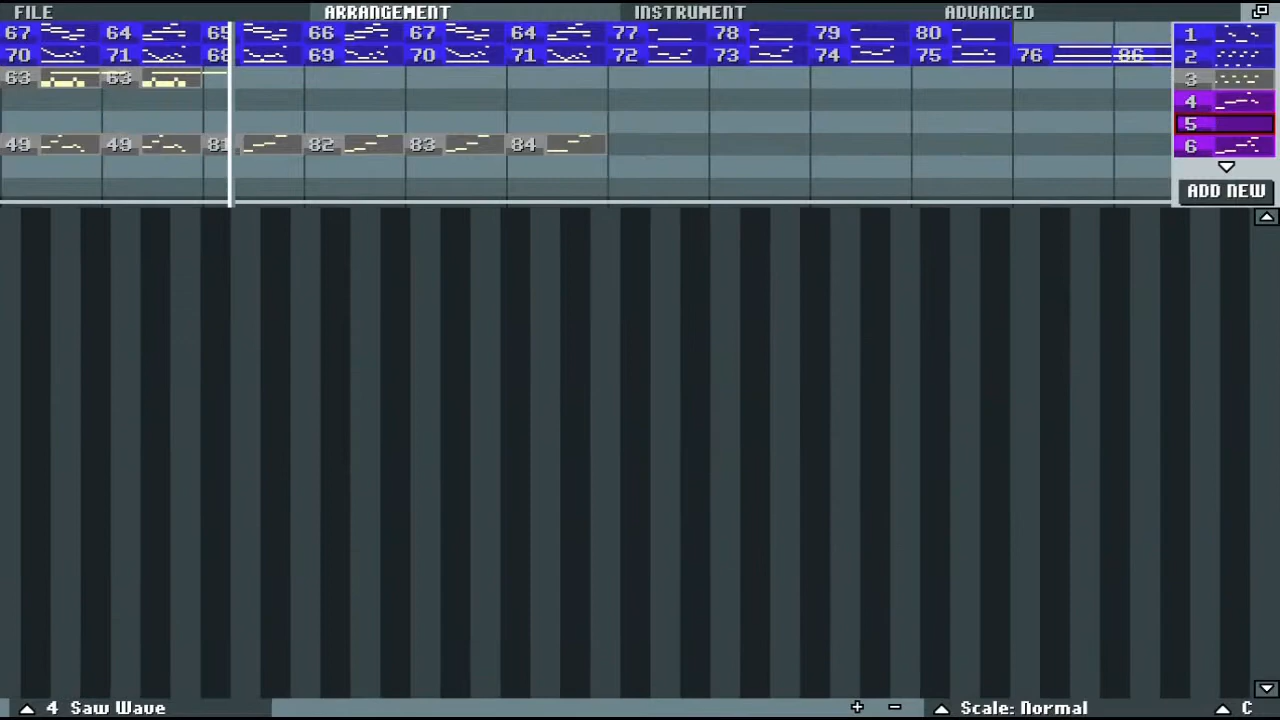 FILE ARRANGEMENT INSTRUMENT ADVANCED
67 64 65 66 67 64 77 78 79 80 1
70 71 68 69 70 71 72 73 74 75 76 86 2
63 63 3
4
5
49 49 81 82 83 84 6
ADD NEW
4 Saw Wave + - Scale: Normal C